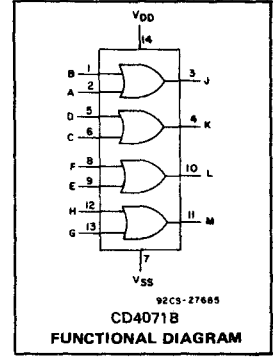 VDD
14
B 1
A 2
3 J
D 5
C 6
4 K
F 8
E 9
10 L
H 12
G 13
11 M
7
VSS
92CS-27685
CD4071B
FUNCTIONAL DIAGRAM